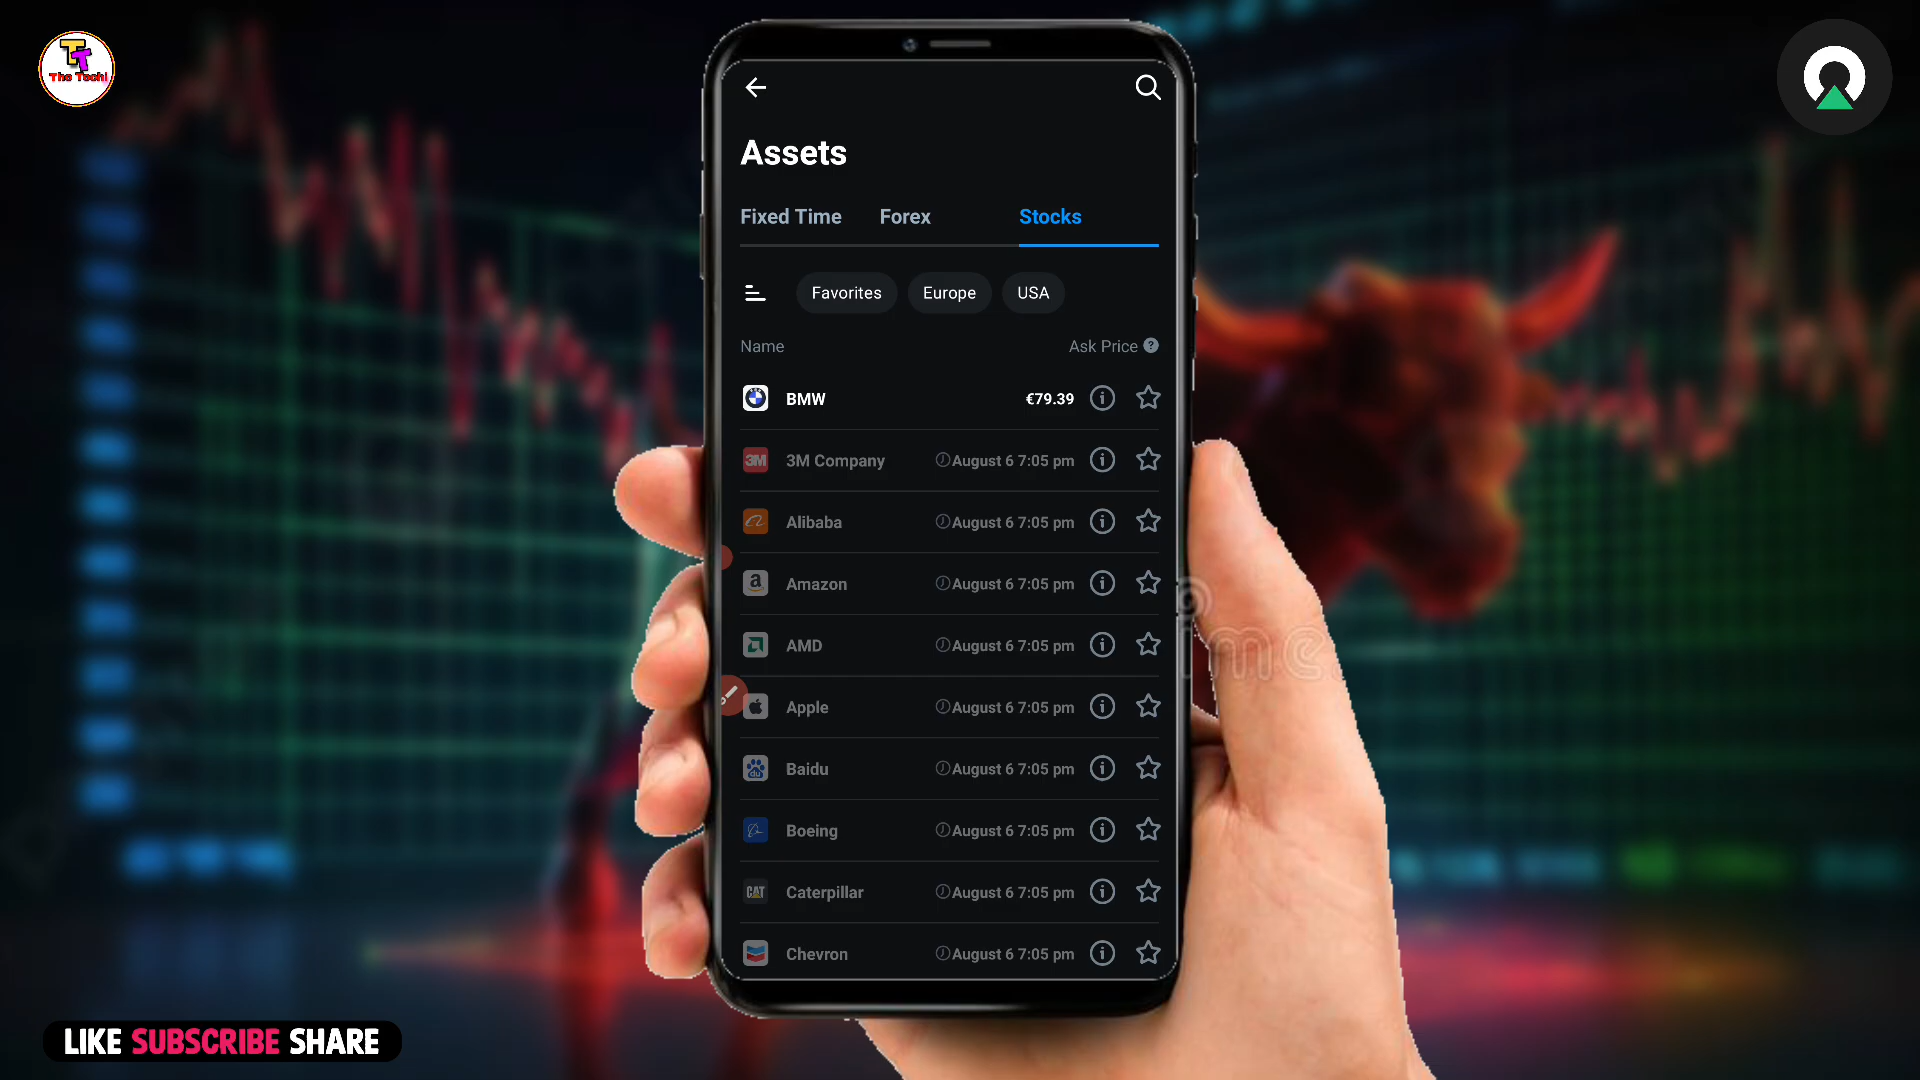 TT
The Tech!
Assets
Fixed Time Forex Stocks
Favorites Europe USA
Name Ask Price ?
BMW €79.39
3M 3M Company August 6 7:05 pm
Alibaba August 6 7:05 pm
a Amazon August 6 7:05 pm
AMD August 6 7:05 pm
Apple August 6 7:05 pm
du Baidu August 6 7:05 pm
Boeing August 6 7:05 pm
CAT Caterpillar August 6 7:05 pm
Chevron August 6 7:05 pm
LIKE SUBSCRIBE SHARE